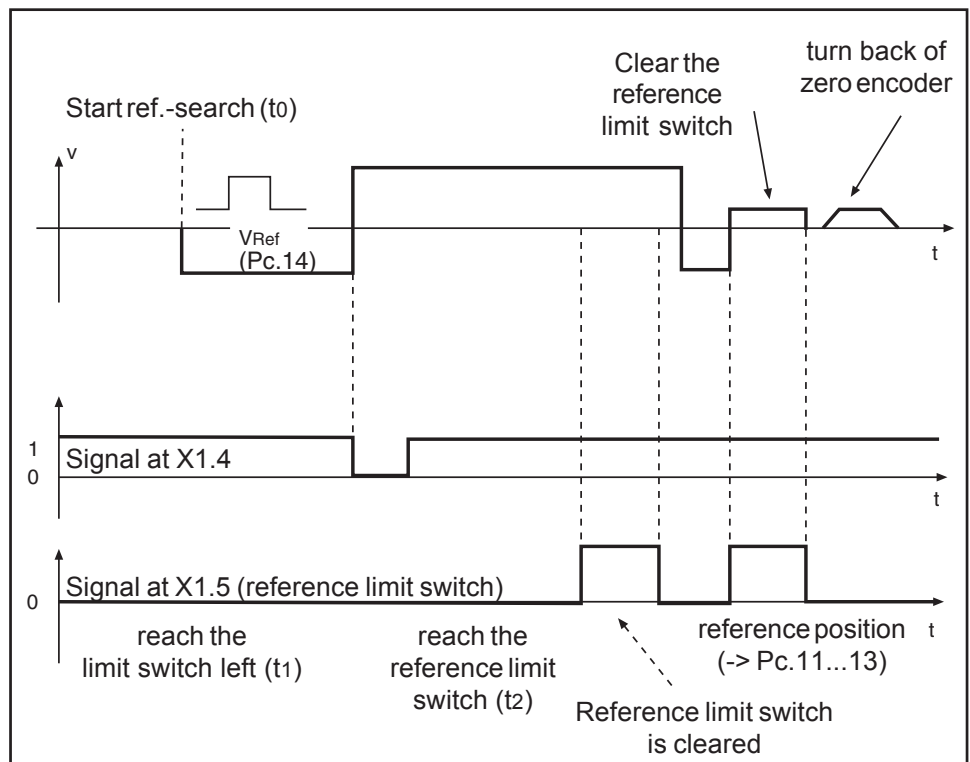 Start ref.-search (t0)
Clear the
reference
limit switch
turn back of
zero encoder
v
VRef
(Pc.14)
t
1
0
Signal at X1.4
t
0
Signal at X1.5 (reference limit switch)
t
reach the
limit switch left (t1)
reach the
reference limit
switch (t2)
reference position
(-> Pc.11...13)
Reference limit switch
is cleared